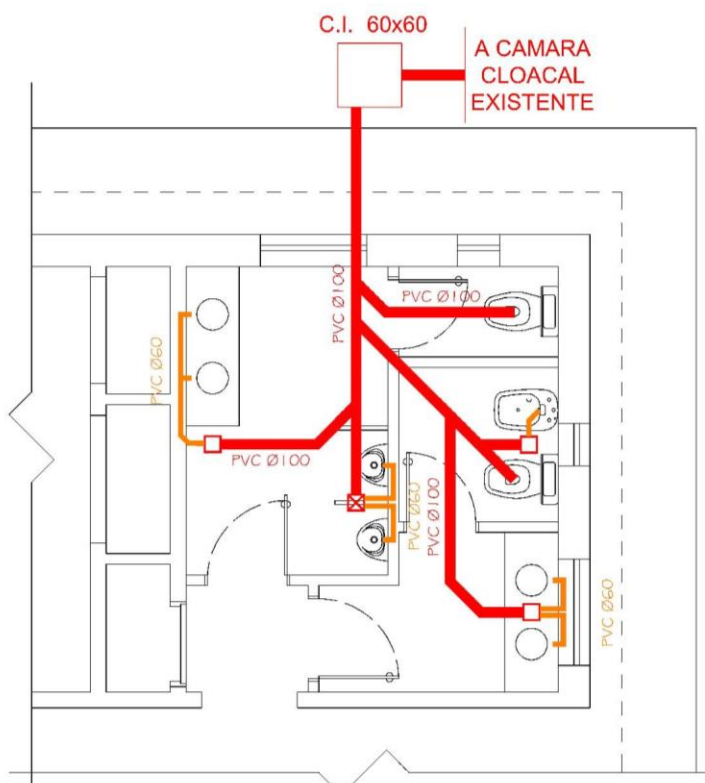 C.I. 60x60
A CAMARA
CLOACAL
EXISTENTE
PVC Ø100
PVC Ø100
PVC Ø60
PVC Ø100
PVC Ø60
PVC Ø100
PVC Ø60